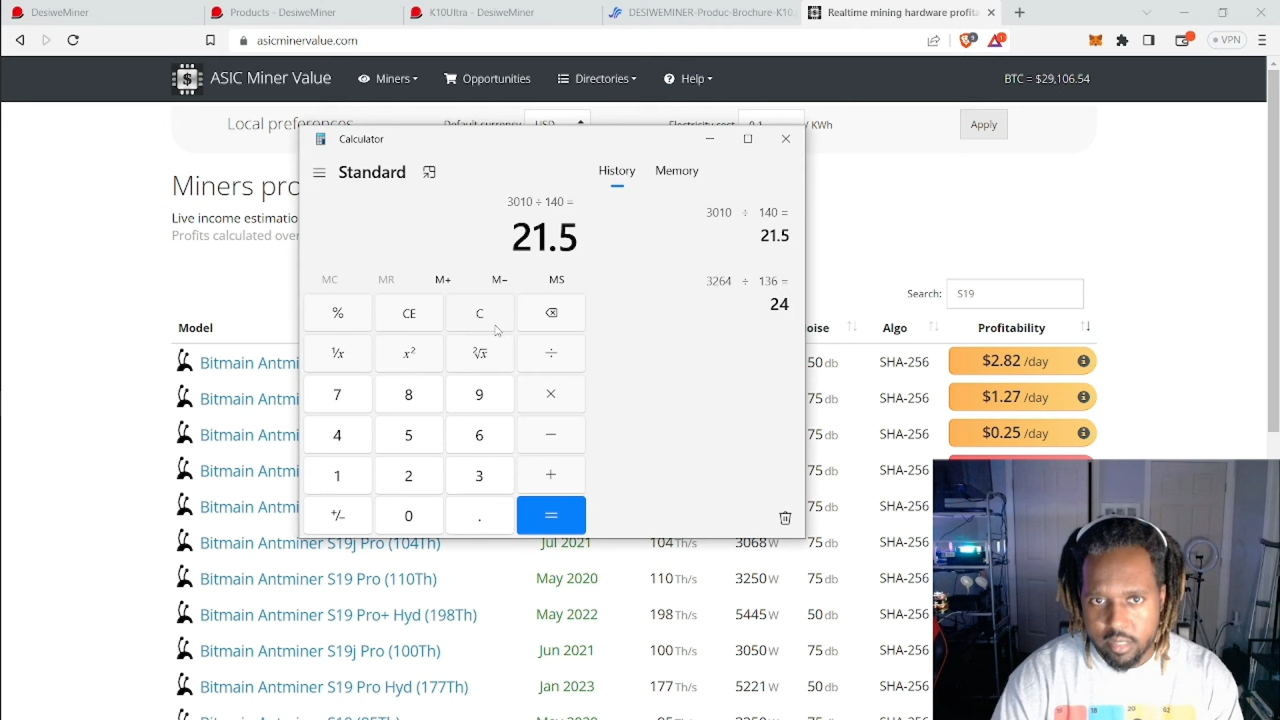 DesiweMiner
Products - DesiweMiner
K10Ultra - DesiweMiner
DESIWEMINER-Produc-Brochure-K10
Realtime mining hardware profita
asicminervalue.com
VPN
ASIC Miner Value
Miners
Opportunities
Directories
Help
BTC = $29,106.54
Local preferences
/ KWh
Apply
Calculator
Standard
History
Memory
3010 ÷ 140 =
21.5
3010 ÷ 140 =
21.5
3264 ÷ 136 =
24
MC MR M+ M- MS
% CE C
7 8 9 ×
4 5 6 −
1 2 3 +
+/- 0 . =
Miners pro
Live income estimation
Profits calculated over
Search: S19
Model
Algo
Profitability
Bitmain Antmi
50 db
SHA-256
$2.82 /day
Bitmain Antmi
75 db
SHA-256
$1.27 /day
Bitmain Antmi
75 db
SHA-256
$0.25 /day
Bitmain Antmi
75 db
SHA-256
Bitmain Antmi
75 db
SHA-256
Bitmain Antminer S19j Pro (104Th) Jul 2021 104 Th/s 3068 W 75 db SHA-256
Bitmain Antminer S19 Pro (110Th) May 2020 110 Th/s 3250 W 75 db SHA-256
Bitmain Antminer S19 Pro+ Hyd (198Th) May 2022 198 Th/s 5445 W 50 db SHA-256
Bitmain Antminer S19j Pro (100Th) Jun 2021 100 Th/s 3050 W 75 db SHA-256
Bitmain Antminer S19 Pro Hyd (177Th) Jan 2023 177 Th/s 5221 W 50 db SHA-256